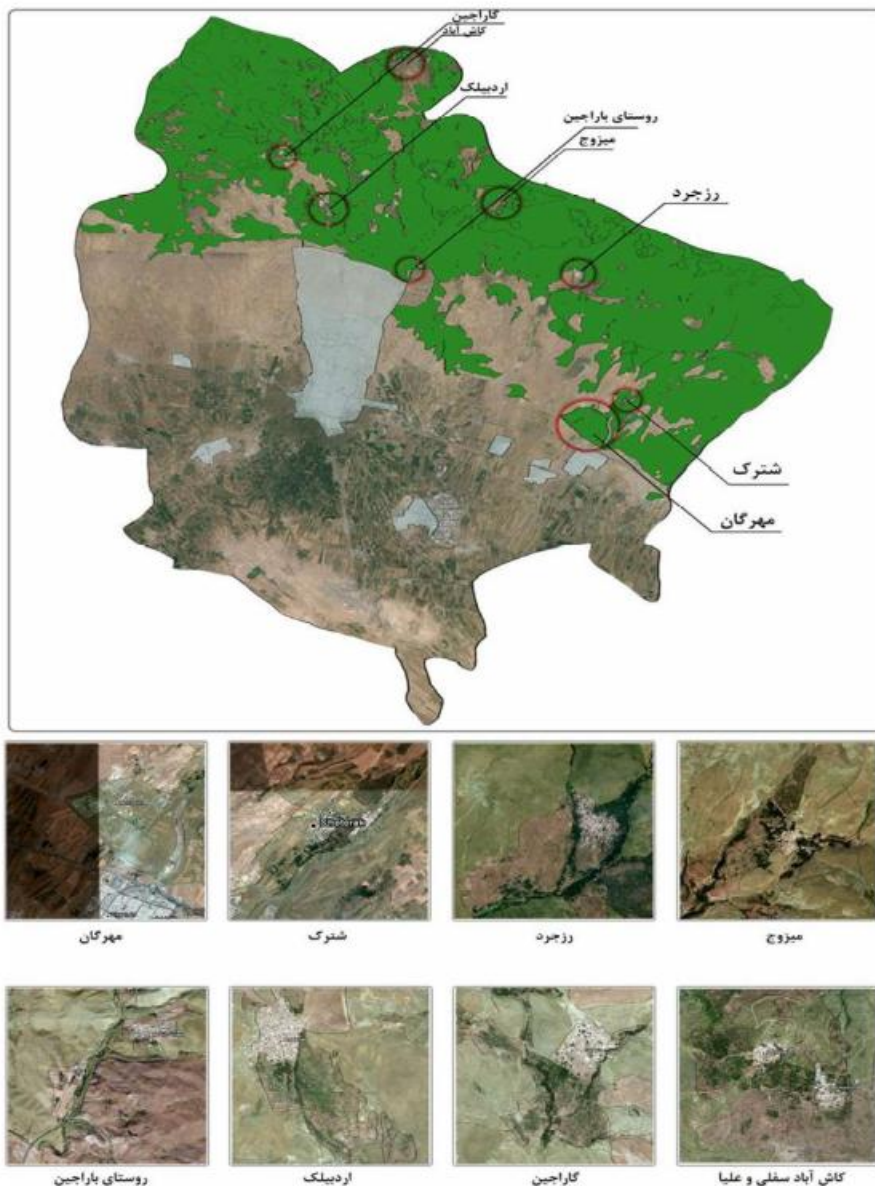 گاراجین
کاش آباد
اردبیلک
روستای باراجین
میزوج
رزجرد
شترک
مهرگان
مهرگان
شترک
رزجرد
میزوج
روستای باراجین
اردبیلک
گاراجین
کاش آباد سفلی و علیا